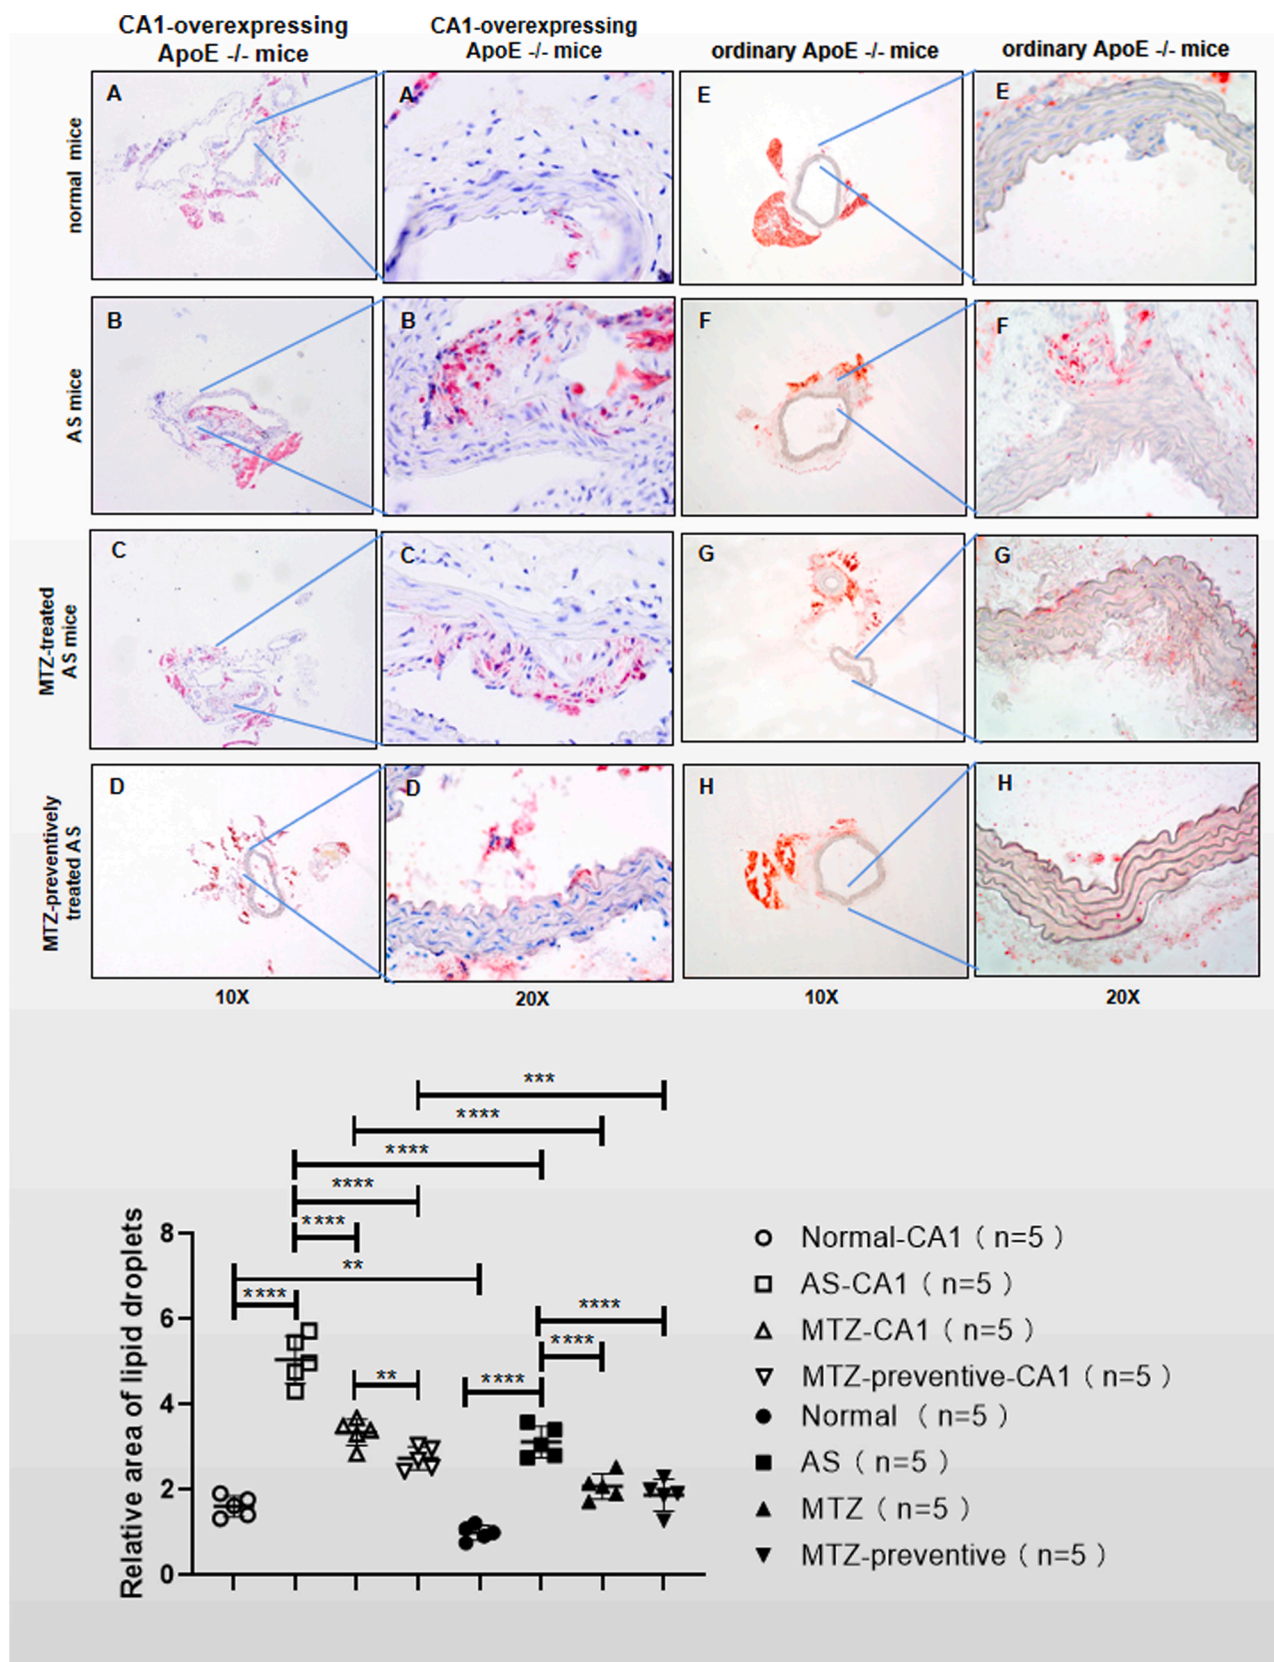 CA1-overexpressing
ApoE -/- mice
CA1-overexpressing
ApoE -/- mice
ordinary ApoE -/- mice
ordinary ApoE -/- mice
normal mice
A
A
E
E
AS mice
B
B
F
F
MTZ-treated
AS mice
C
C
G
G
MTZ-preventively
treated AS
D
D
H
H
10X
20X
10X
20X
***
****
****
****
****
**
****
****
****
**
****
Relative area of lipid droplets
8
6
4
2
0
Normal-CA1 ( n=5 )
AS-CA1 ( n=5 )
MTZ-CA1 ( n=5 )
MTZ-preventive-CA1 ( n=5 )
Normal ( n=5 )
AS ( n=5 )
MTZ ( n=5 )
MTZ-preventive ( n=5 )